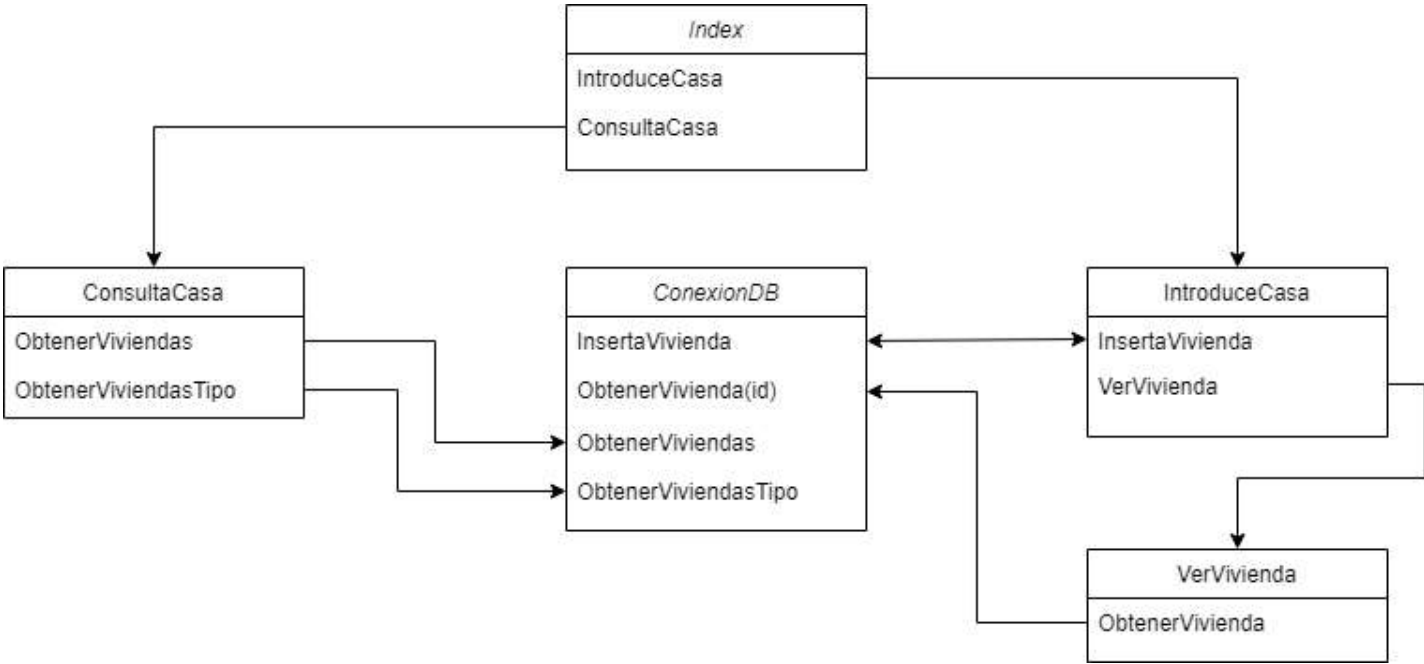 Index
IntroduceCasa
ConsultaCasa
ConsultaCasa
ObtenerViviendas
ObtenerViviendasTipo
ConexionDB
InsertaVivienda
ObtenerVivienda(id)
ObtenerViviendas
ObtenerViviendasTipo
IntroduceCasa
InsertaVivienda
VerVivienda
VerVivienda
ObtenerVivienda